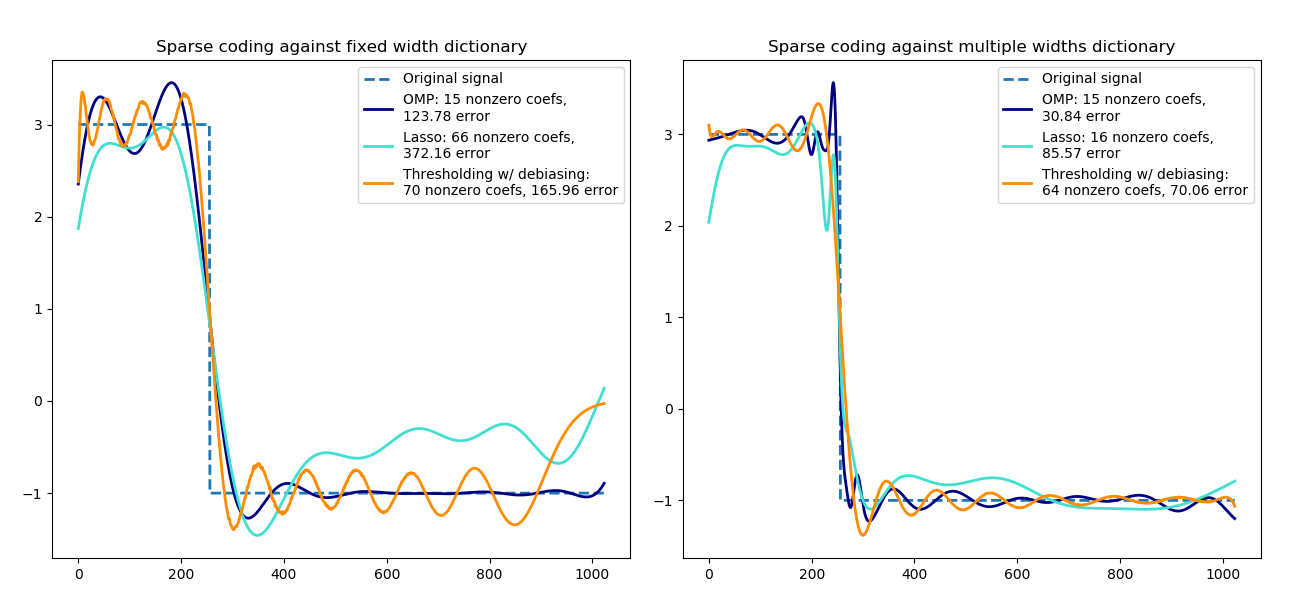 Sparse coding against fixed width dictionary
Original signal
OMP: 15 nonzero coefs,
123.78 error
Lasso: 66 nonzero coefs,
372.16 error
Thresholding w/ debiasing:
70 nonzero coefs, 165.96 error
3
2
1
0
−1
0
200
400
600
800
1000
Sparse coding against multiple widths dictionary
Original signal
OMP: 15 nonzero coefs,
30.84 error
Lasso: 16 nonzero coefs,
85.57 error
Thresholding w/ debiasing:
64 nonzero coefs, 70.06 error
3
2
1
0
−1
0
200
400
600
800
1000